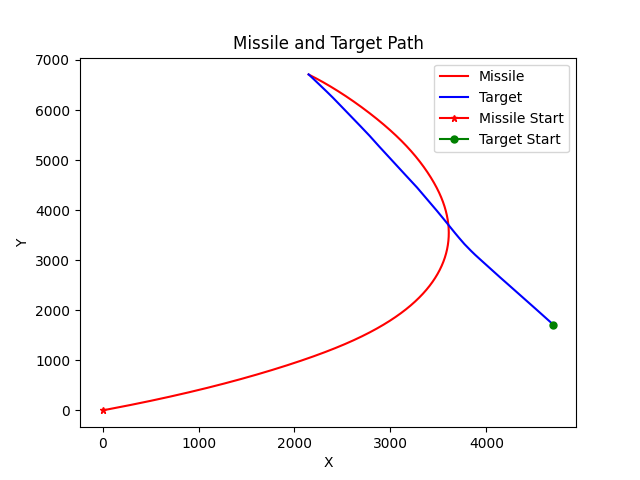 Missile and Target Path
7000
6000
5000
4000
3000
2000
1000
0
Y
Missile
Target
Missile Start
Target Start
0 1000 2000 3000 4000
X